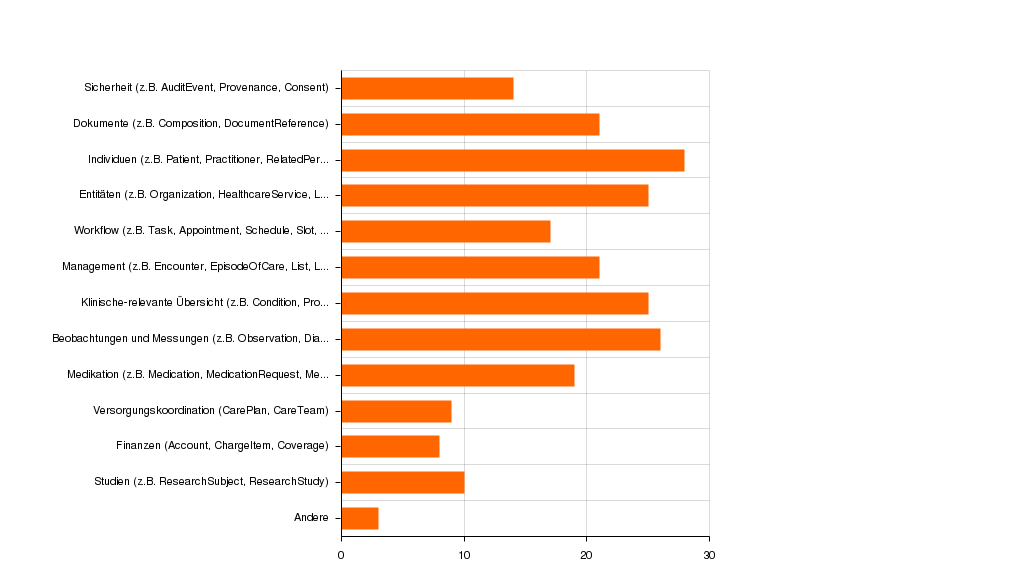 Sicherheit (z.B. AuditEvent, Provenance, Consent)
Dokumente (z.B. Composition, DocumentReference)
Individuen (z.B. Patient, Practitioner, RelatedPer...
Entitäten (z.B. Organization, HealthcareService, L...
Workflow (z.B. Task, Appointment, Schedule, Slot, ...
Management (z.B. Encounter, EpisodeOfCare, List, L...
Klinische-relevante Übersicht (z.B. Condition, Pro...
Beobachtungen und Messungen (z.B. Observation, Dia...
Medikation (z.B. Medication, MedicationRequest, Me...
Versorgungskoordination (CarePlan, CareTeam)
Finanzen (Account, ChargeItem, Coverage)
Studien (z.B. ResearchSubject, ResearchStudy)
Andere
0 10 20 30